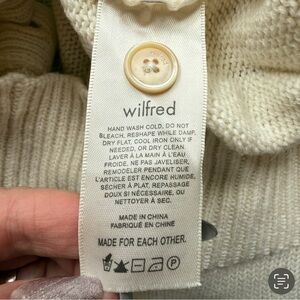 wilfred
HAND WASH COLD, DO NOT
BLEACH, RESHAPE WHILE DAMP,
DRY FLAT, COOL IRON ONLY IF
NEEDED, OR DRY CLEAN.
LAVER À LA MAIN À L'EAU
FROIDE, NE PAS JAVELISER,
REMODELER PENDANT QUE
L'ARTICLE EST ENCORE HUMIDE,
SÉCHER À PLAT, REPASSAGE
DOUX SI NÉCESSAIRE, OU
NETTOYER À SEC.
MADE IN CHINA
FABRIQUÉ EN CHINE
MADE FOR EACH OTHER.
P